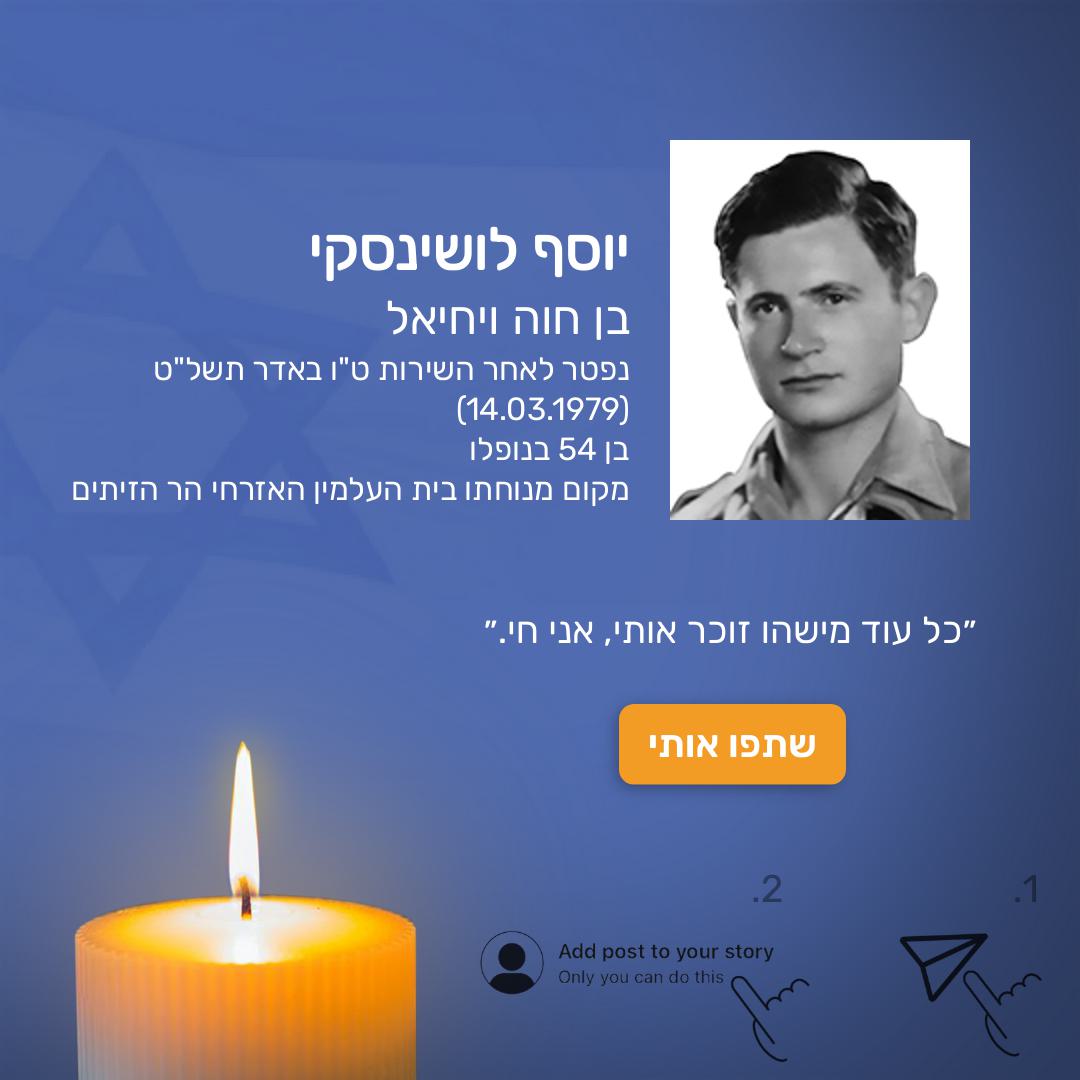 יוסף לושינסקי
בן חוה ויחיאל
נפטר לאחר השירות ט"ו באדר תשל"ט
(14.03.1979)
בן 54 בנופלו
מקום מנוחתו בית העלמין האזרחי הר הזיתים
״כל עוד מישהו זוכר אותי, אני חי.״
שתפו אותי
1.
2.
Add post to your story
Only you can do this